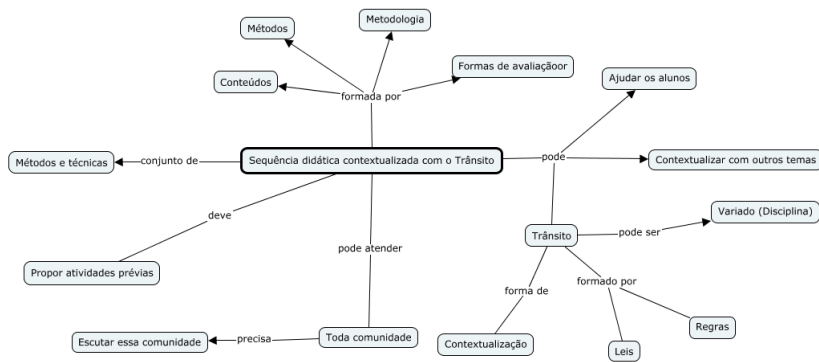 Metodologia
Métodos
Formas de avaliaçãoor
Ajudar os alunos
Conteúdos
formada por
Métodos e técnicas
conjunto de
Sequência didática contextualizada com o Trânsito
pode
Contextualizar com outros temas
deve
Variado (Disciplina)
Trânsito
pode ser
pode atender
Propor atividades prévias
forma de
formado por
Regras
Escutar essa comunidade
precisa
Toda comunidade
Contextualização
Leis